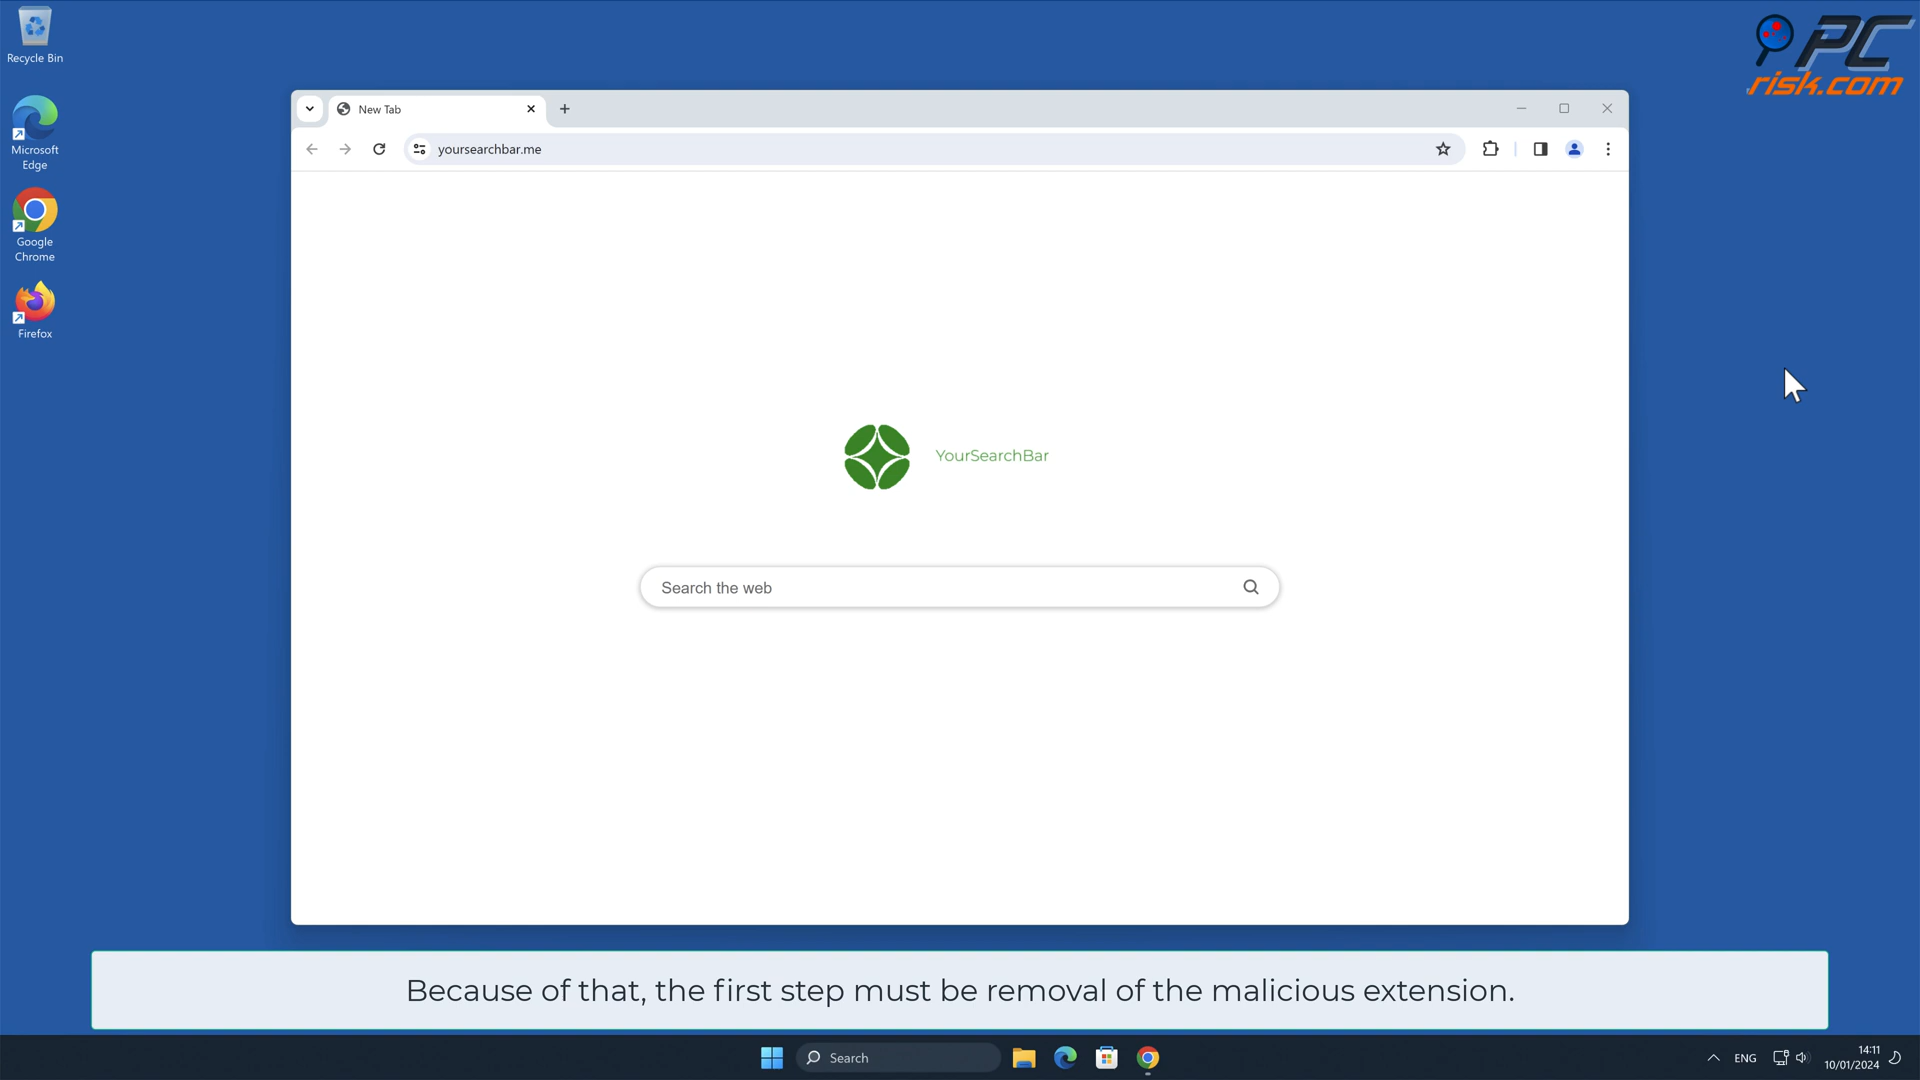 Recycle Bin
PC
risk.com
New Tab
yoursearchbar.me
Microsoft
Edge
Google
Chrome
Firefox
YourSearchBar
Search the web
Because of that, the first step must be removal of the malicious extension.
Search
ENG
14:11
10/01/2024